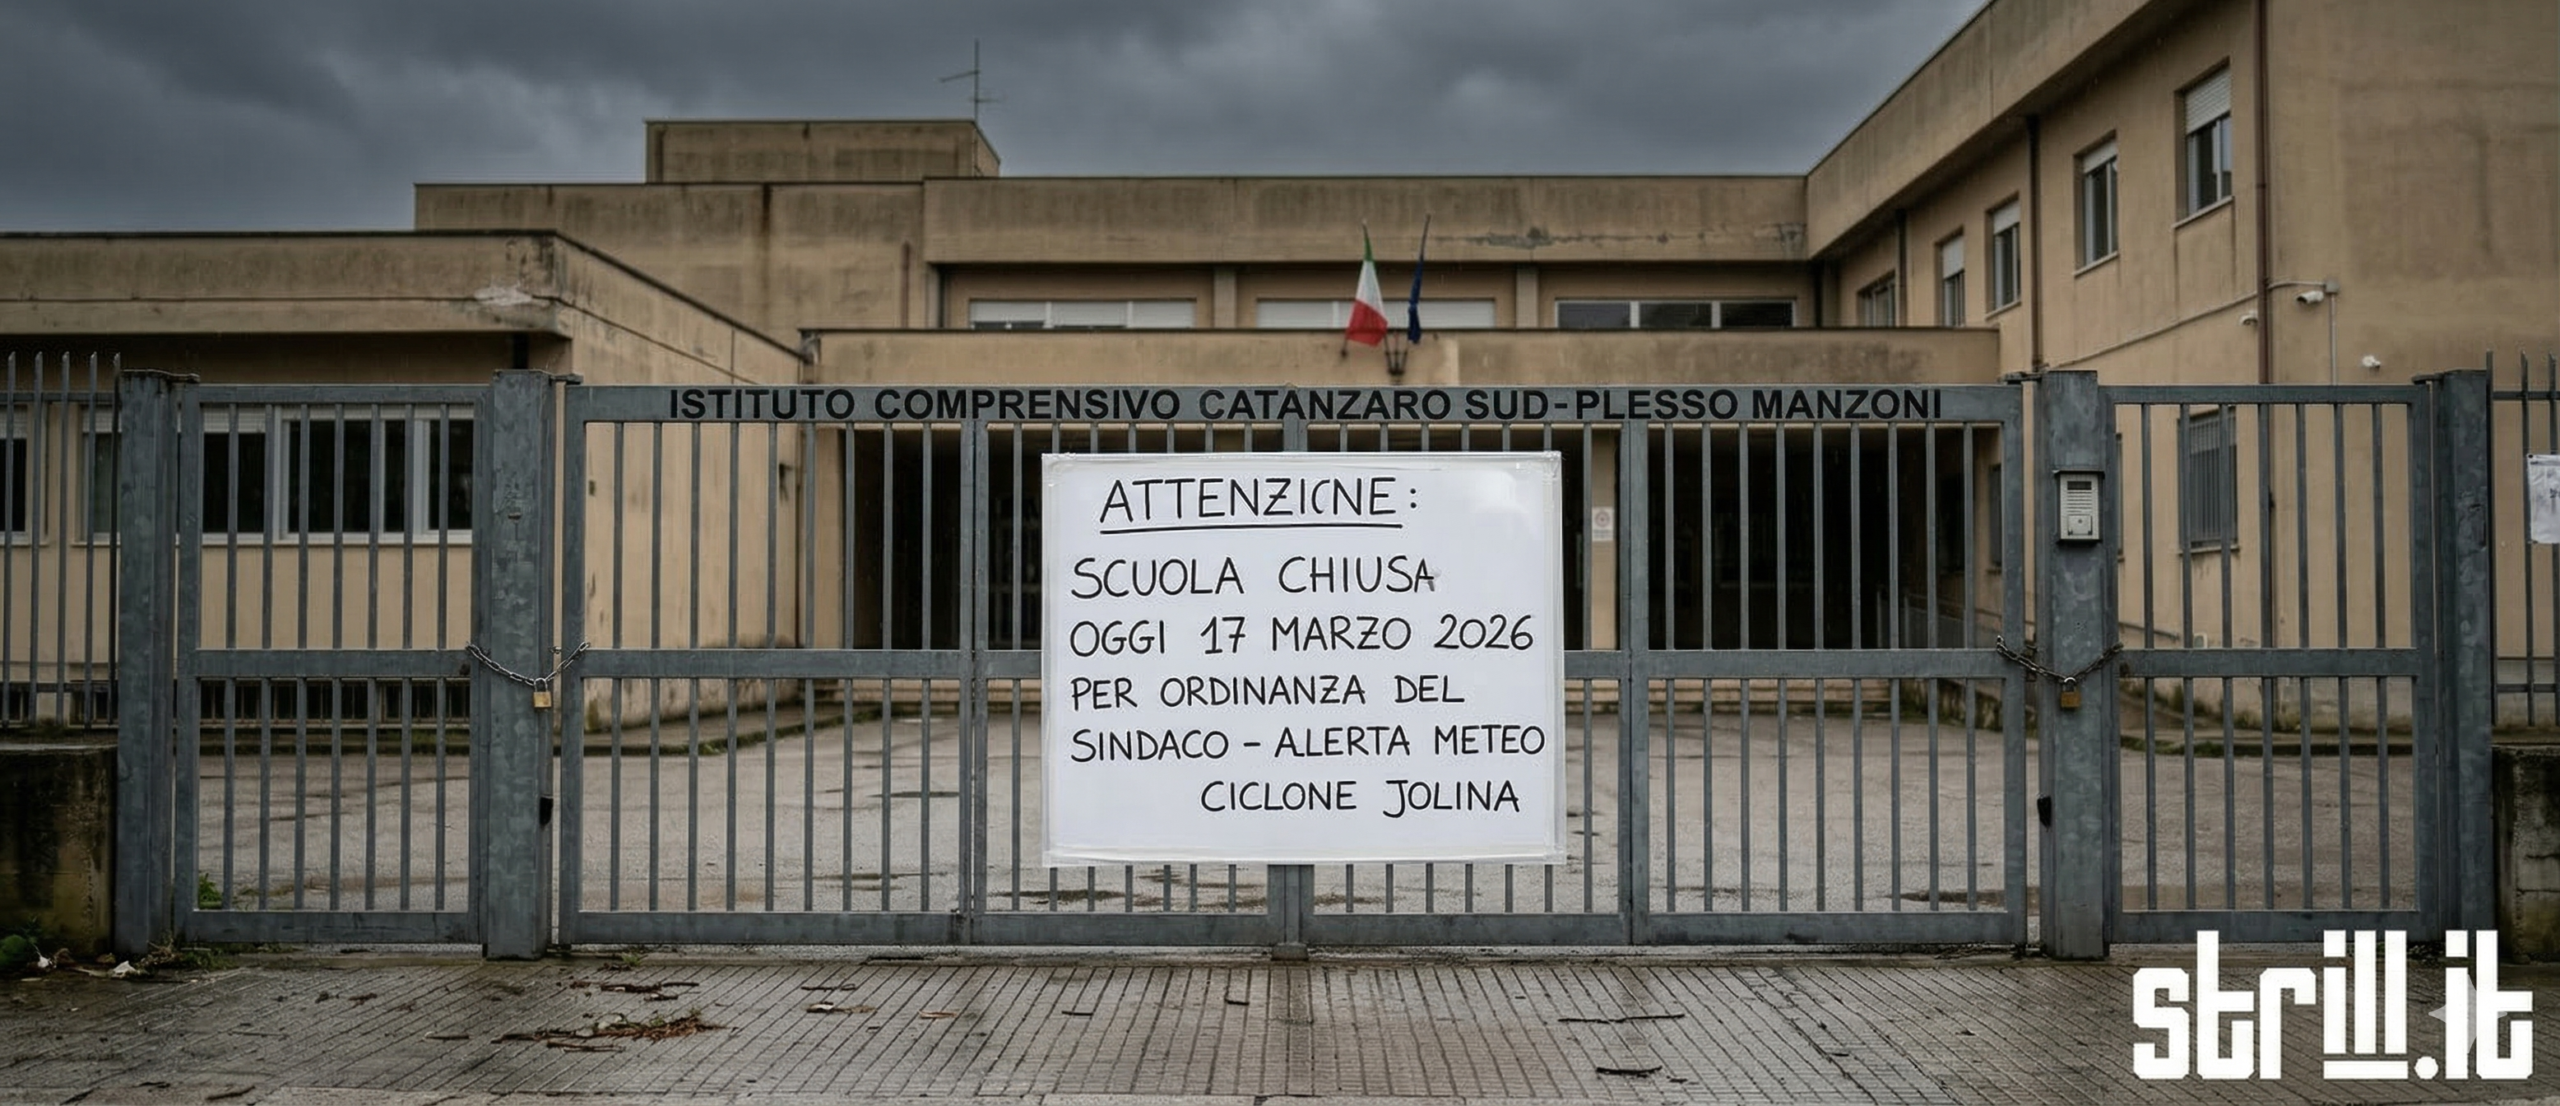 ISTITUTO COMPRENSIVO CATANZARO SUD-PLESSO MANZONI
ATTENZIONE:
SCUOLA CHIUSA
OGGI 17 MARZO 2026
PER ORDINANZA DEL
SINDACO - ALERTA METEO
CICLONE JOLINA
strill.it